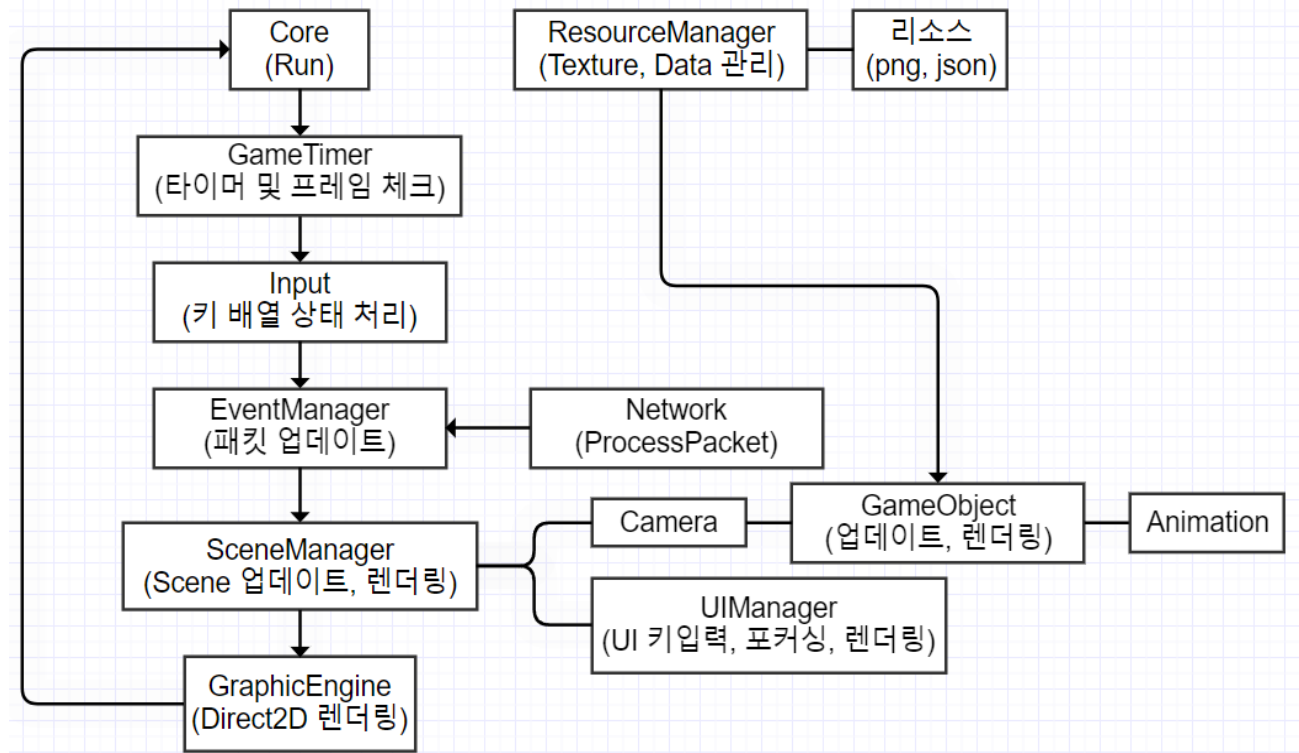 Core
(Run)
ResourceManager
(Texture, Data 관리)
리소스
(png, json)
GameTimer
(타이머 및 프레임 체크)
Input
(키 배열 상태 처리)
EventManager
(패킷 업데이트)
Network
(ProcessPacket)
SceneManager
(Scene 업데이트, 렌더링)
Camera
GameObject
(업데이트, 렌더링)
Animation
UIManager
(UI 키입력, 포커싱, 렌더링)
GraphicEngine
(Direct2D 렌더링)